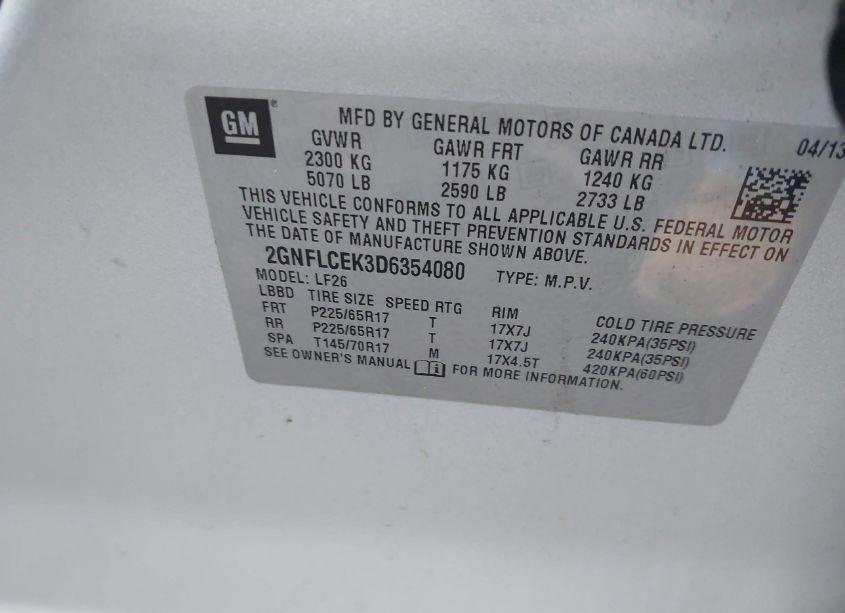 GM
MFD BY GENERAL MOTORS OF CANADA LTD. 04/13
GVWR GAWR FRT GAWR RR
2300 KG 1175 KG 1240 KG
5070 LB 2590 LB 2733 LB
THIS VEHICLE CONFORMS TO ALL APPLICABLE U.S. FEDERAL MOTOR
VEHICLE SAFETY AND THEFT PREVENTION STANDARDS IN EFFECT ON
THE DATE OF MANUFACTURE SHOWN ABOVE.
2GNFLCEK3D6354080 TYPE: M.P.V.
MODEL: LF26
LBBD TIRE SIZE SPEED RTG RIM COLD TIRE PRESSURE
FRT P225/65R17 T 17X7J 240KPA(35PSI)
RR P225/65R17 T 17X7J 240KPA(35PSI)
SPA T145/70R17 M 17X4.5T 420KPA(60PSI)
SEE OWNER'S MANUAL FOR MORE INFORMATION.